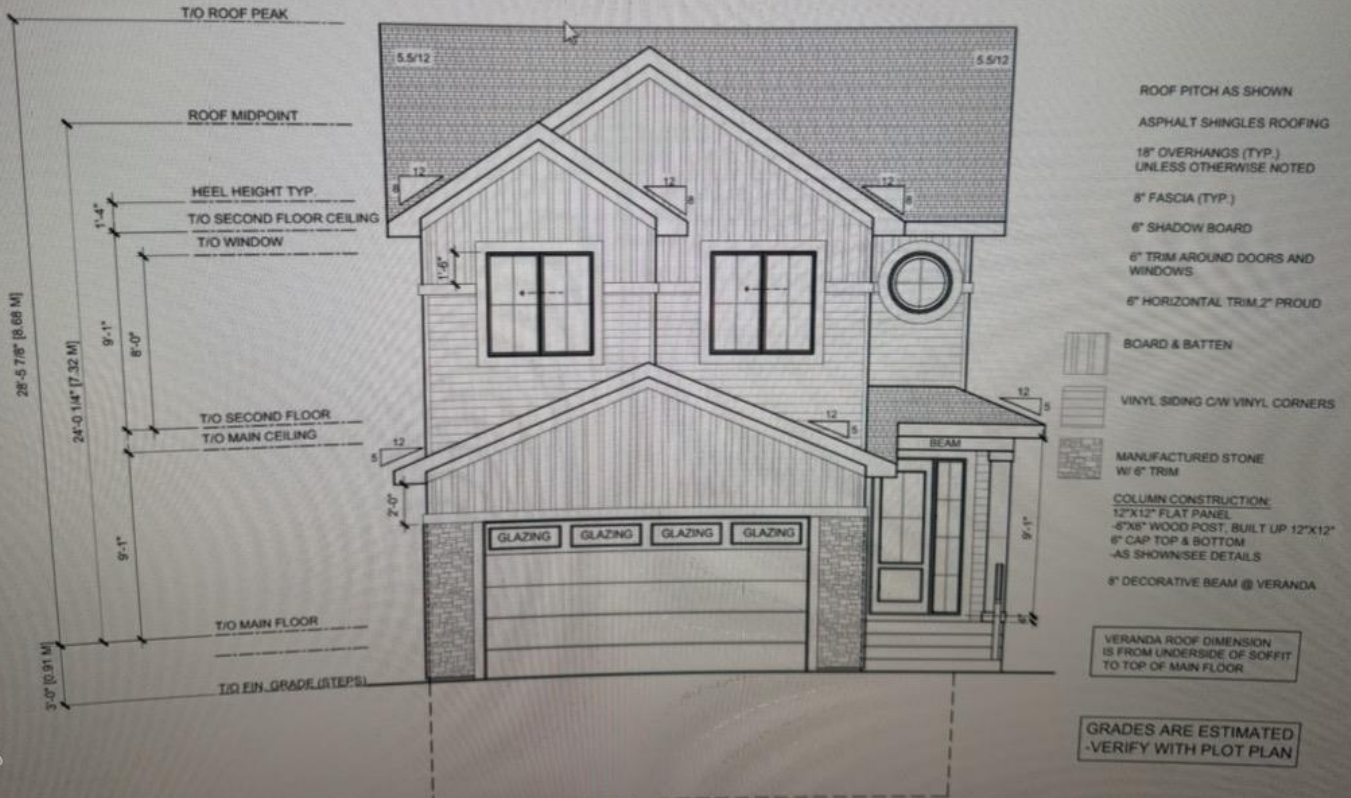 T/O ROOF PEAK
5.5/12
5.5/12
ROOF MIDPOINT
HEEL HEIGHT TYP.
T/O SECOND FLOOR CEILING
T/O WINDOW
1'-4"
9'-1"
8'-0"
28'-5 7/8" [8.68 M]
24'-0 1/4" [7.32 M]
12
8
12
8
12
8
1'-6"
T/O SECOND FLOOR
T/O MAIN CEILING
12
5
12
5
12
5
2'-0"
9'-1"
BEAM
GLAZING
GLAZING
GLAZING
GLAZING
9'-1"
6"
T/O MAIN FLOOR
3'-0" [0.91 M]
T/O FIN. GRADE (STEPS)
ROOF PITCH AS SHOWN
ASPHALT SHINGLES ROOFING
18" OVERHANGS (TYP.)
UNLESS OTHERWISE NOTED
8" FASCIA (TYP.)
6" SHADOW BOARD
6" TRIM AROUND DOORS AND
WINDOWS
6" HORIZONTAL TRIM,2" PROUD
BOARD & BATTEN
VINYL SIDING C/W VINYL CORNERS
MANUFACTURED STONE
W/ 6" TRIM
COLUMN CONSTRUCTION:
12"X12" FLAT PANEL
-6"X6" WOOD POST, BUILT UP 12"X12"
6" CAP TOP & BOTTOM
-AS SHOWN/SEE DETAILS
8" DECORATIVE BEAM @ VERANDA
VERANDA ROOF DIMENSION
IS FROM UNDERSIDE OF SOFFIT
TO TOP OF MAIN FLOOR
GRADES ARE ESTIMATED
-VERIFY WITH PLOT PLAN